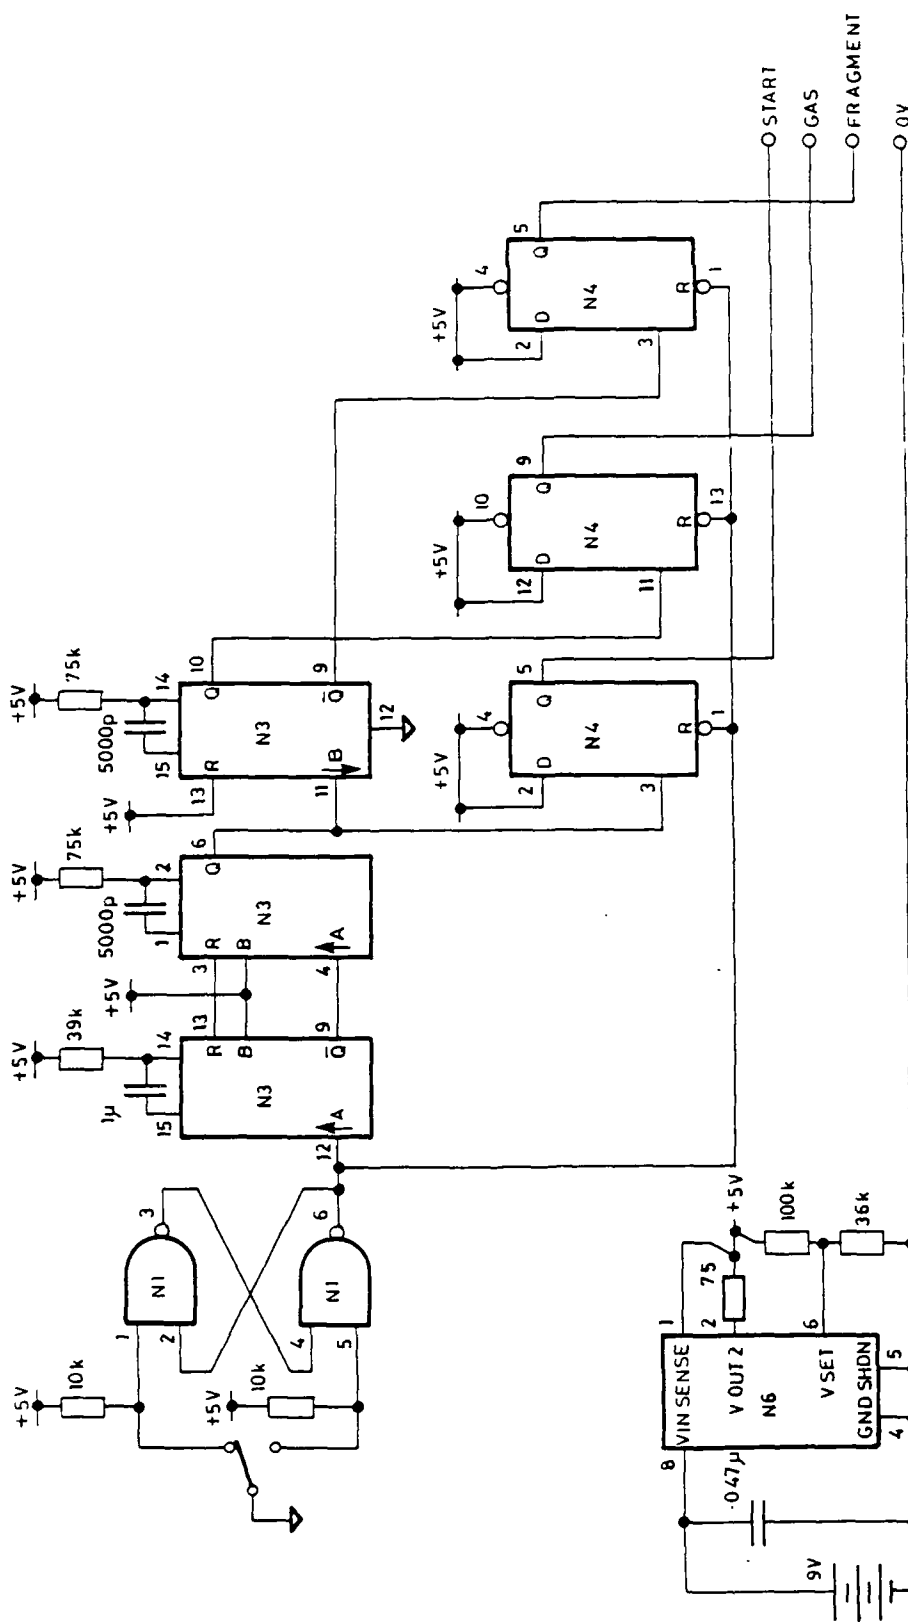 +5V
10k
+5V
10k
1
2
N1
3
4
5
N1
6
+5V
39k
1µ
15
14
N3
R
13
B
Q
9
A
12
+5V
+5V
75k
5000p
1
2
3
R
B
N3
Q
6
A
4
+5V
75k
5000p
15
14
+5V
13
R
N3
Q
10
B
11
Q
9
12
+5V
4
2
D
Q
5
N4
3
R
1
+5V
10
12
D
Q
9
N4
11
R
13
+5V
4
2
D
Q
5
N4
3
R
1
START
GAS
FRAGMENT
0V
9V
·047µ
8
VIN SENSE
1
V OUT 2
2
N6
V SET
6
GND SHDN
4
5
75
+5V
100k
36k